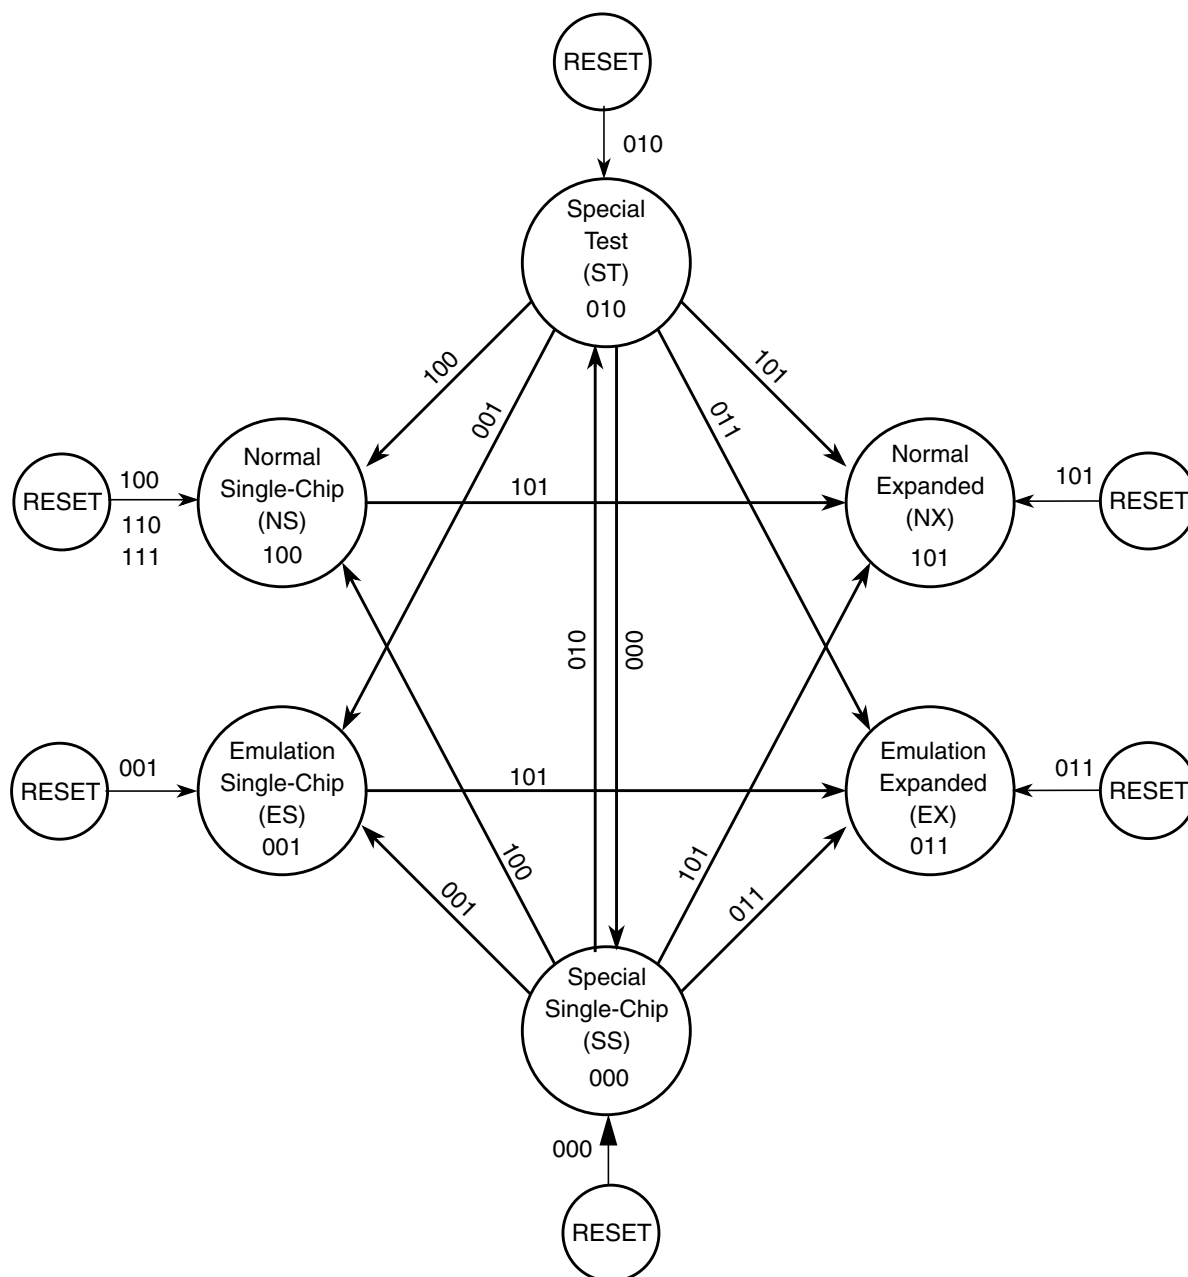 RESET
010
Special
Test
(ST)
010
100
001
101
011
Normal
Single-Chip
(NS)
100
Normal
Expanded
(NX)
101
RESET
100
110
111
101
101
RESET
010
000
Emulation
Single-Chip
(ES)
001
Emulation
Expanded
(EX)
011
RESET
001
101
011
RESET
100
101
001
011
Special
Single-Chip
(SS)
000
000
RESET